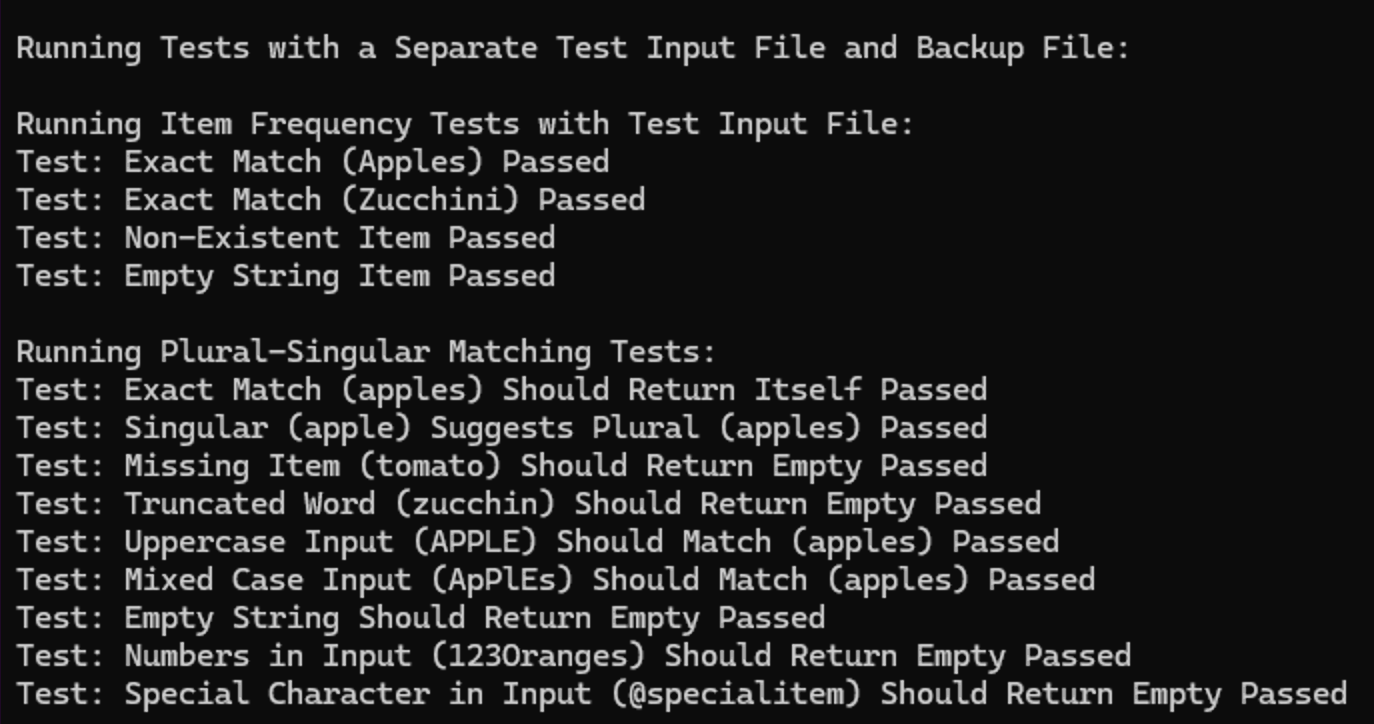 Running Tests with a Separate Test Input File and Backup File:
Running Item Frequency Tests with Test Input File:
Test: Exact Match (Apples) Passed
Test: Exact Match (Zucchini) Passed
Test: Non-Existent Item Passed
Test: Empty String Item Passed
Running Plural-Singular Matching Tests:
Test: Exact Match (apples) Should Return Itself Passed
Test: Singular (apple) Suggests Plural (apples) Passed
Test: Missing Item (tomato) Should Return Empty Passed
Test: Truncated Word (zucchin) Should Return Empty Passed
Test: Uppercase Input (APPLE) Should Match (apples) Passed
Test: Mixed Case Input (ApPlEs) Should Match (apples) Passed
Test: Empty String Should Return Empty Passed
Test: Numbers in Input (123Oranges) Should Return Empty Passed
Test: Special Character in Input (@specialitem) Should Return Empty Passed